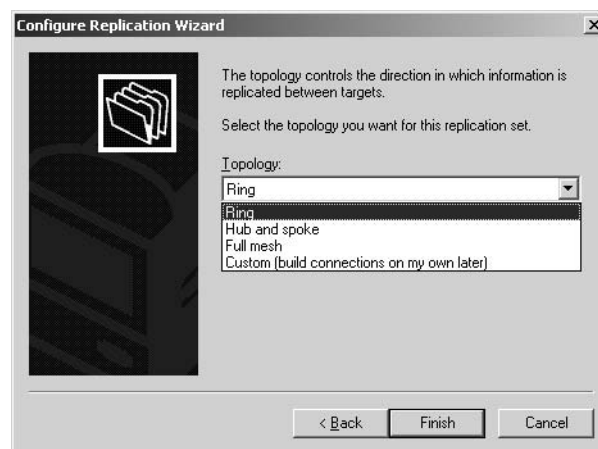 Configure Replication Wizard
The topology controls the direction in which information is
replicated between targets.
Select the topology you want for this replication set.
Topology:
Ring
Ring
Hub and spoke
Full mesh
Custom (build connections on my own later)
< Back Finish Cancel